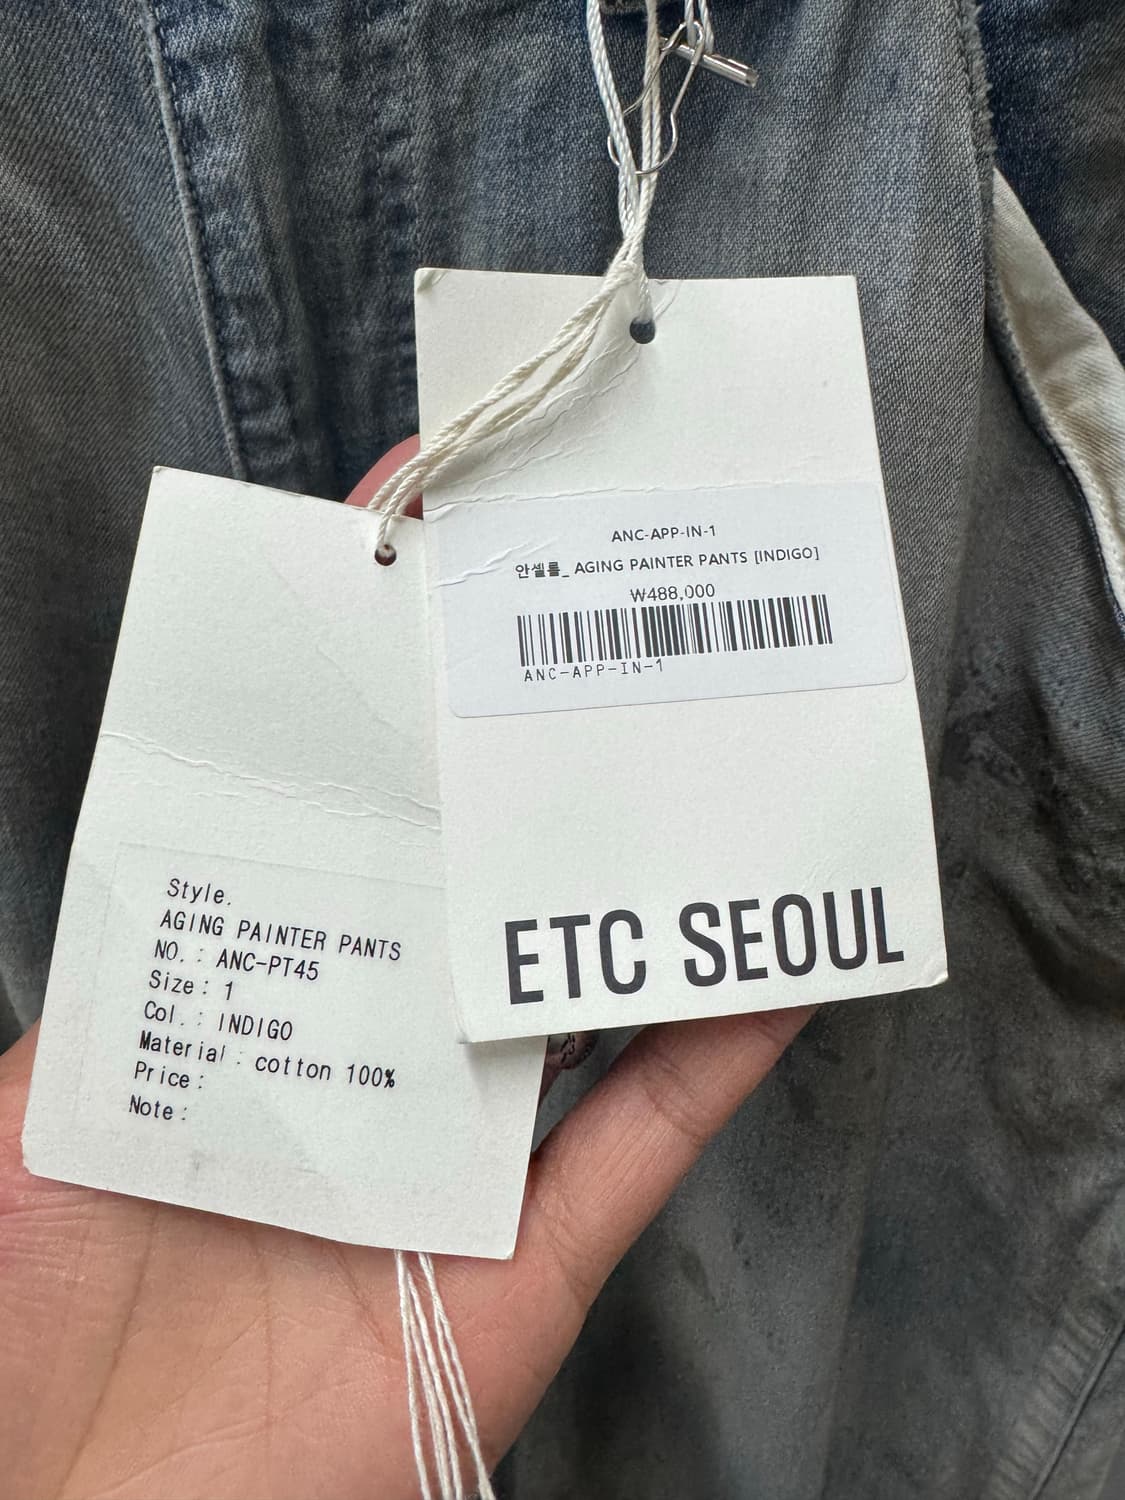 ANC-APP-IN-1
안셀름_ AGING PAINTER PANTS [INDIGO]
₩488,000
ANC-APP-IN-1
ETC SEOUL
Style.
AGING PAINTER PANTS
NO. : ANC-PT45
Size : 1
Col. : INDIGO
Material : cotton 100%
Price :
Note :